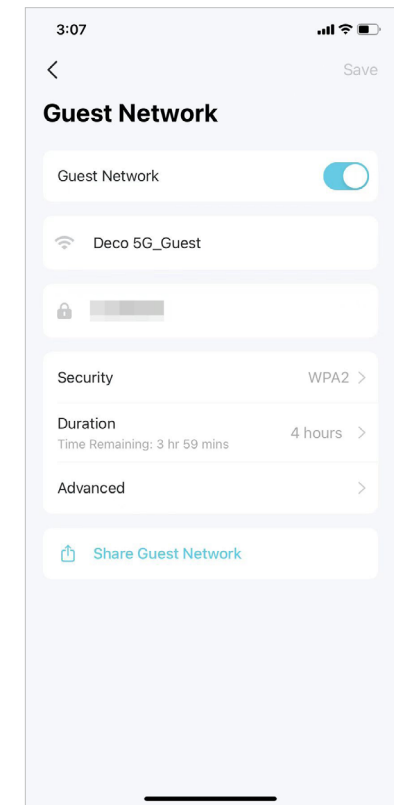 3:07
Save
Guest Network
Guest Network
Deco 5G_Guest
Security WPA2
Duration 4 hours
Time Remaining: 3 hr 59 mins
Advanced
Share Guest Network